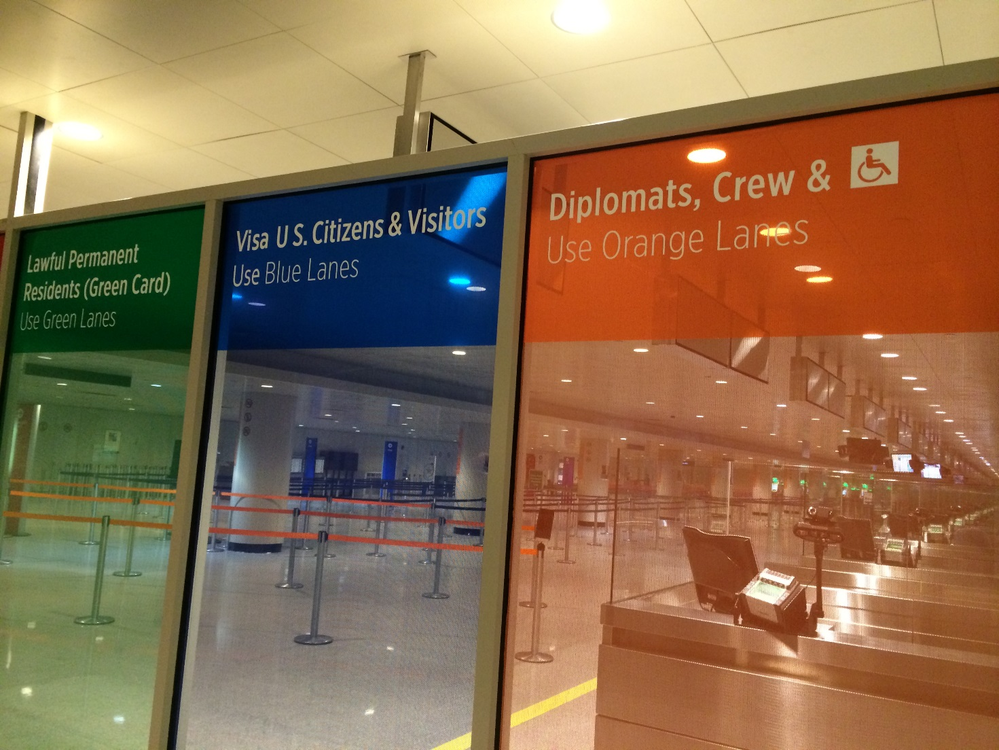 Lawful Permanent
Residents (Green Card)
Use Green Lanes
Visa U S. Citizens & Visitors
Use Blue Lanes
Diplomats, Crew &
Use Orange Lanes